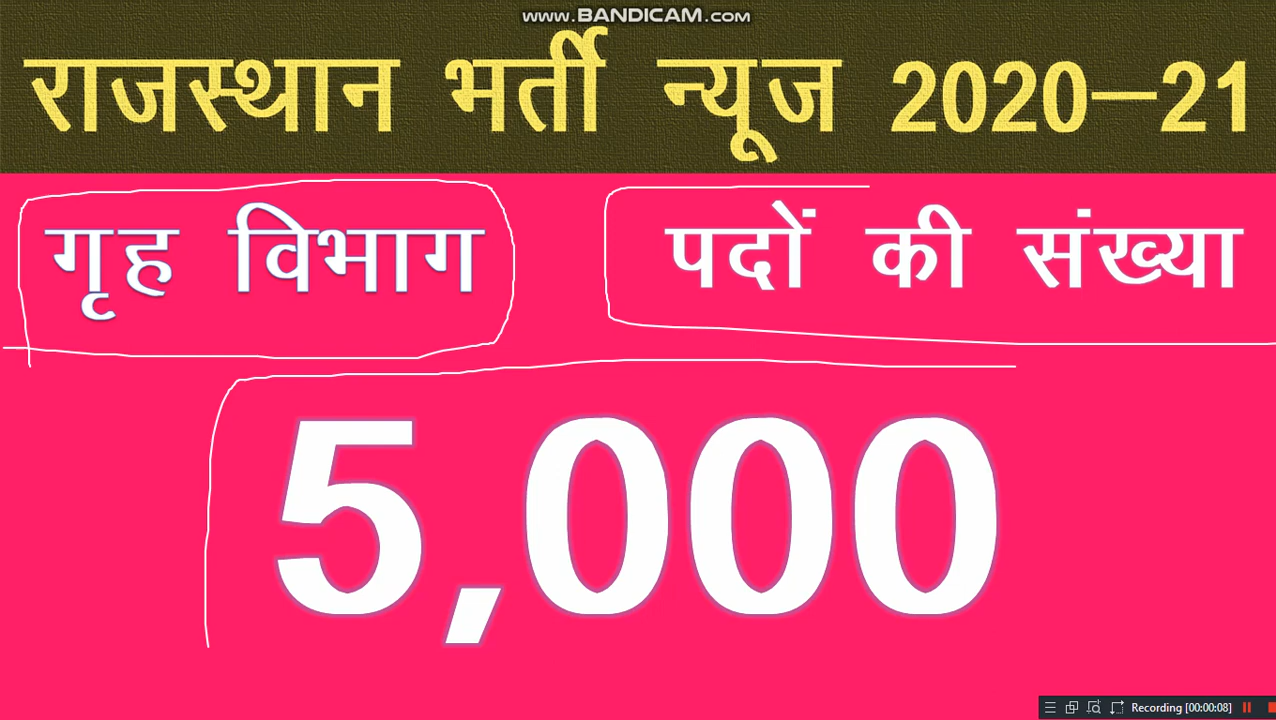 www.BANDICAM.com
राजस्थान भर्ती न्यूज 2020–21
गृह विभाग पदों की संख्या
5,000
Recording [00:00:08]